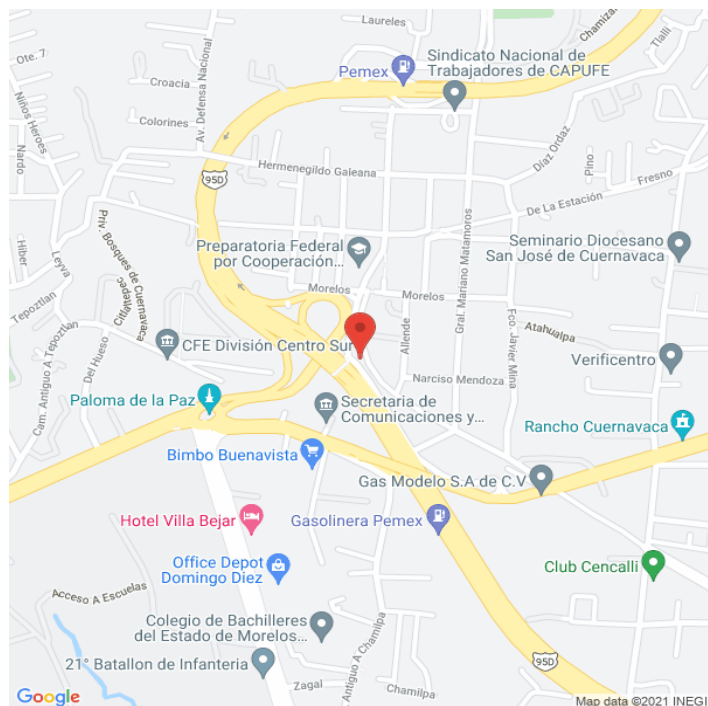 Laureles
Chamiza
Tlalli
Ote. 7
Croacia
Av. Defensa Nacional
Pemex
Sindicato Nacional de
Trabajadores de CAPUFE
Niños Heroes
Colorines
Nardo
Díaz Ordaz
Pino
Hermenegildo Galeana
Fresno
95D
De La Estación
Priv. Bosques de Cuernavaca
Gral. Mariano Matamoros
Hiber
Leyva
Preparatoria Federal
por Cooperación...
Seminario Diocesano
San José de Cuernavaca
Citlaltepec
Tepoztlan
Morelos
Morelos
Atahualpa
Fco. Javier Mina
Allende
CFE División Centro Sur
Verificentro
Cam. Antiguo A Tepoztlan
Del Hueso
Narciso Mendoza
Paloma de la Paz
Secretaria de
Comunicaciones y...
Rancho Cuernavaca
Bimbo Buenavista
Gas Modelo S.A de C.V
Hotel Villa Bejar
Gasolinera Pemex
Office Depot
Domingo Diez
Club Cencalli
Acceso A Escuelas
Colegio de Bachilleres
del Estado de Morelos...
Antiguo A Chamilpa
21° Batallon de Infanteria
95D
Zagal
Chamilpa
Google
Map data ©2021 INEGI